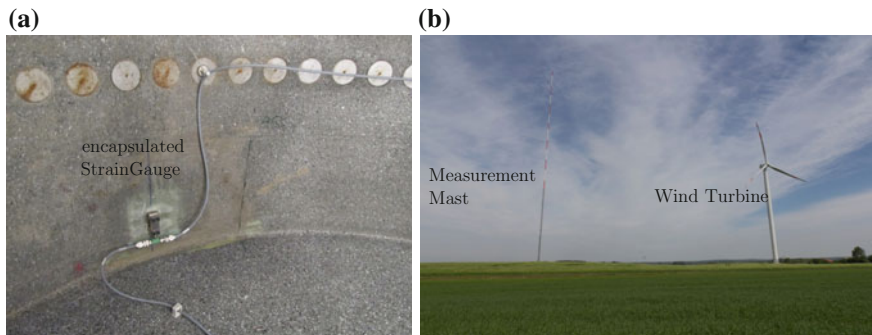 (a)
encapsulated
StrainGauge
(b)
Measurement
Mast
Wind Turbine